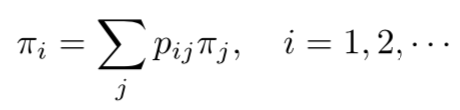 π_i = ∑_j p_{ij} π_j, i = 1, 2, ⋯